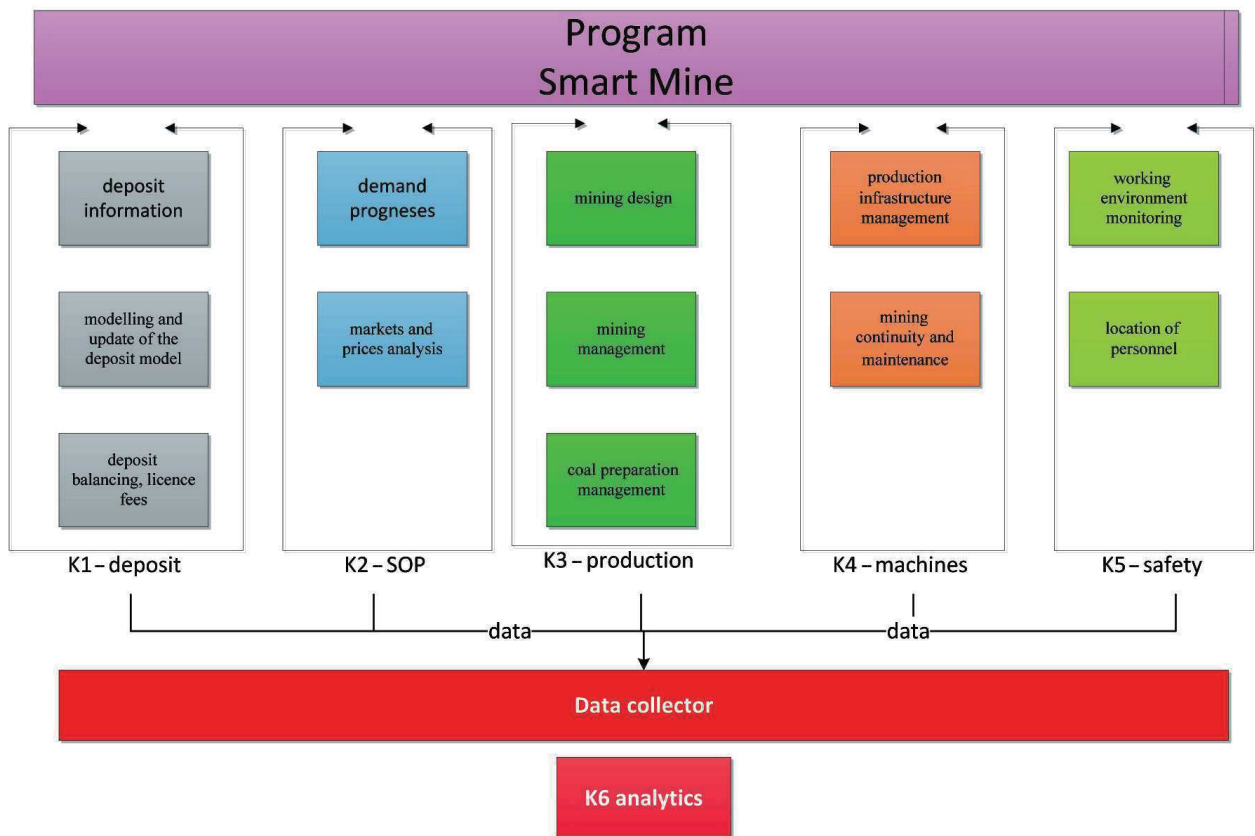 Program
Smart Mine
deposit
information
demand
progneses
mining design
production
infrastructure
management
working
environment
monitoring
modelling and
update of the
deposit model
markets and
prices analysis
mining
management
mining
continuity and
maintenance
location of
personnel
deposit
balancing, licence
fees
coal preparation
management
K1 – deposit
K2 – SOP
K3 – production
K4 – machines
K5 – safety
data
data
Data collector
K6 analytics